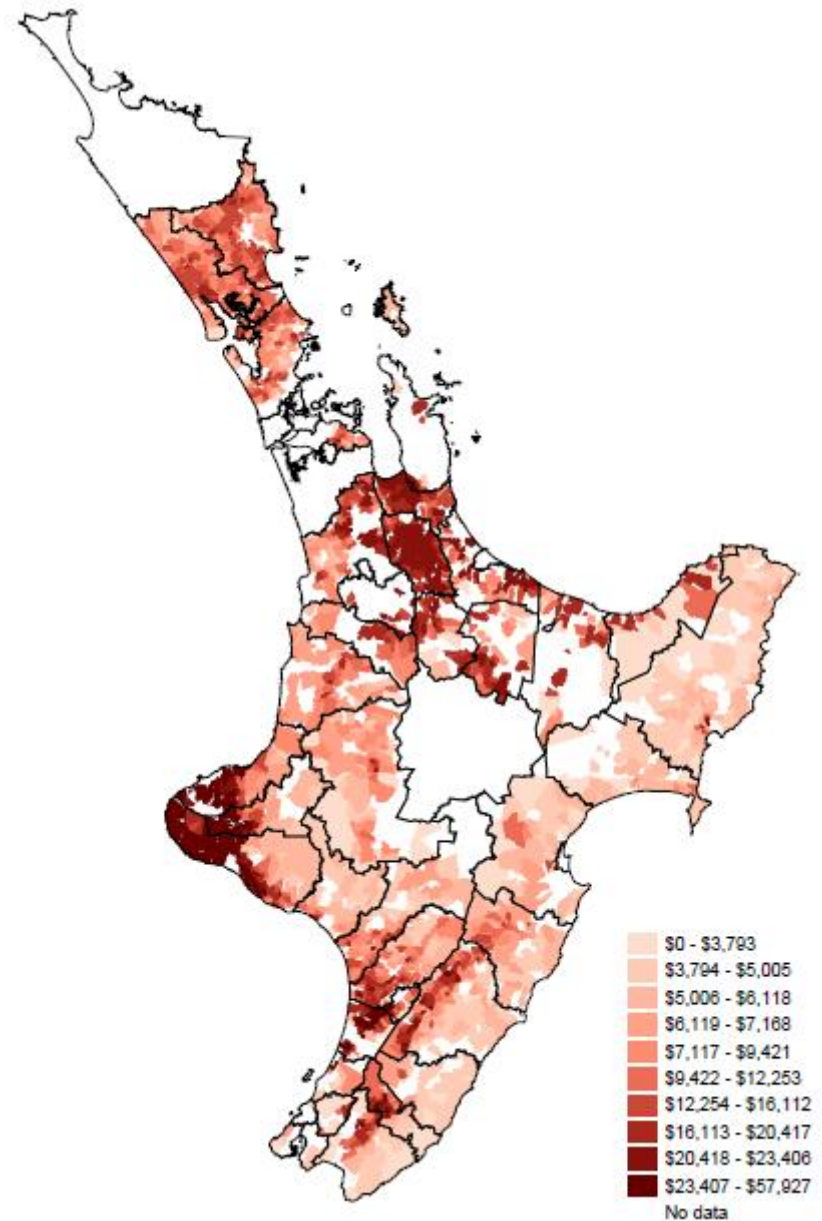 $0 - $3,793
$3,794 - $5,005
$5,006 - $6,118
$6,119 - $7,168
$7,117 - $9,421
$9,422 - $12,253
$12,254 - $16,112
$16,113 - $20,417
$20,418 - $23,406
$23,407 - $57,927
No data